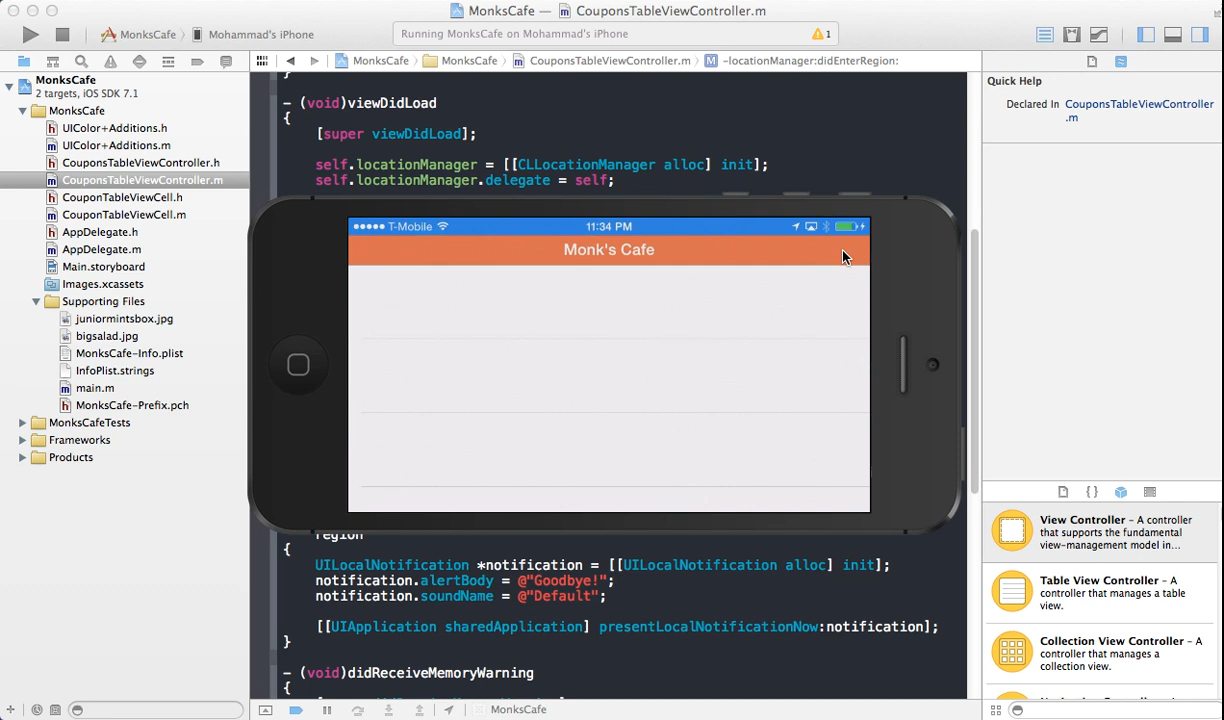 MonksCafe — CouponsTableViewController.m
MonksCafe Mohammad's iPhone
Running MonksCafe on Mohammad's iPhone
1
MonksCafe MonksCafe CouponsTableViewController.m -locationManager:didEnterRegion:
MonksCafe
2 targets, iOS SDK 7.1
MonksCafe
UIColor+Additions.h
UIColor+Additions.m
CouponsTableViewController.h
CouponsTableViewController.m
CouponTableViewCell.h
CouponTableViewCell.m
AppDelegate.h
AppDelegate.m
Main.storyboard
Images.xcassets
Supporting Files
juniormintsbox.jpg
bigsalad.jpg
MonksCafe-Info.plist
InfoPlist.strings
main.m
MonksCafe-Prefix.pch
MonksCafeTests
Frameworks
Products
}
- (void)viewDidLoad
{
[super viewDidLoad];
self.locationManager = [[CLLocationManager alloc] init];
self.locationManager.delegate = self;
T-Mobile 11:34 PM
Monk's Cafe
region
{
UILocalNotification *notification = [[UILocalNotification alloc] init];
notification.alertBody = @"Goodbye!";
notification.soundName = @"Default";
[[UIApplication sharedApplication] presentLocalNotificationNow:notification];
}
- (void)didReceiveMemoryWarning
{
MonksCafe
Quick Help
Declared In CouponsTableViewController
.m
{ }
View Controller - A controller
that supports the fundamental
view-management model in...
Table View Controller - A
controller that manages a table
view.
Collection View Controller - A
controller that manages a
collection view.